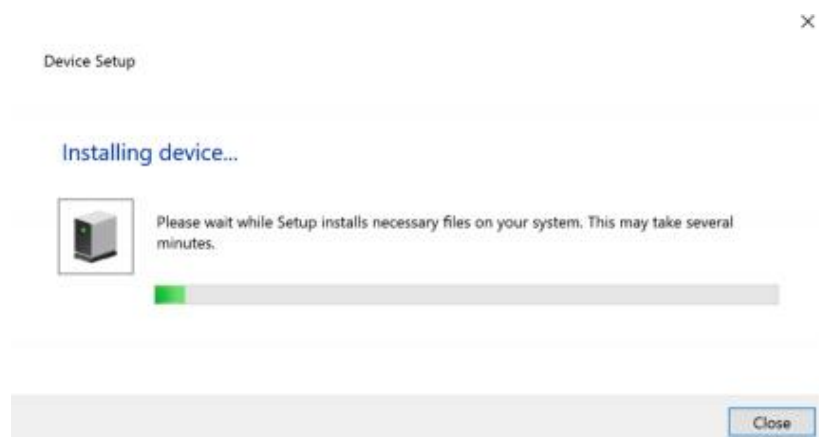 Device Setup
Installing device...
Please wait while Setup installs necessary files on your system. This may take several
minutes.
Close